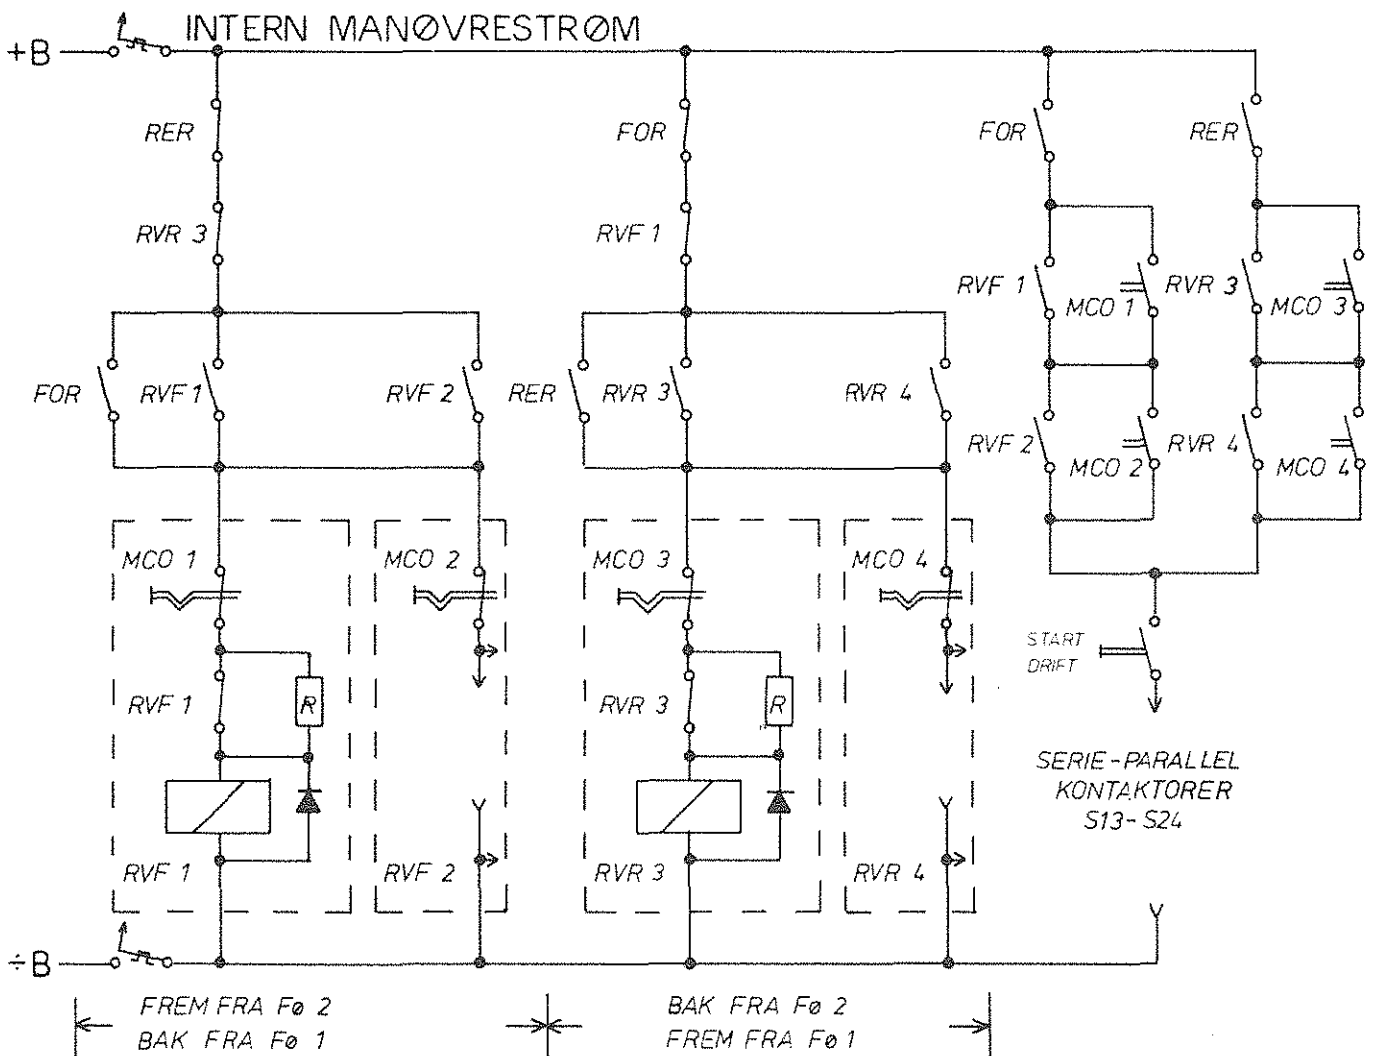 INTERN MANØVRESTRØM
+B
RER
FOR
FOR
RER
RVR 3
RVF 1
RVF 1
MCO 1
RVR 3
MCO 3
FOR
RVF 1
RVF 2
RER
RVR 3
RVR 4
RVF 2
MCO 2
RVR 4
MCO 4
MCO 1
MCO 2
MCO 3
MCO 4
START
DRIFT
RVF 1
R
RVR 3
R
SERIE-PARALLEL
KONTAKTORER
S13-S24
RVF 1
RVF 2
RVR 3
RVR 4
÷B
FREM FRA Fø 2
BAK FRA Fø 1
BAK FRA Fø 2
FREM FRA Fø 1